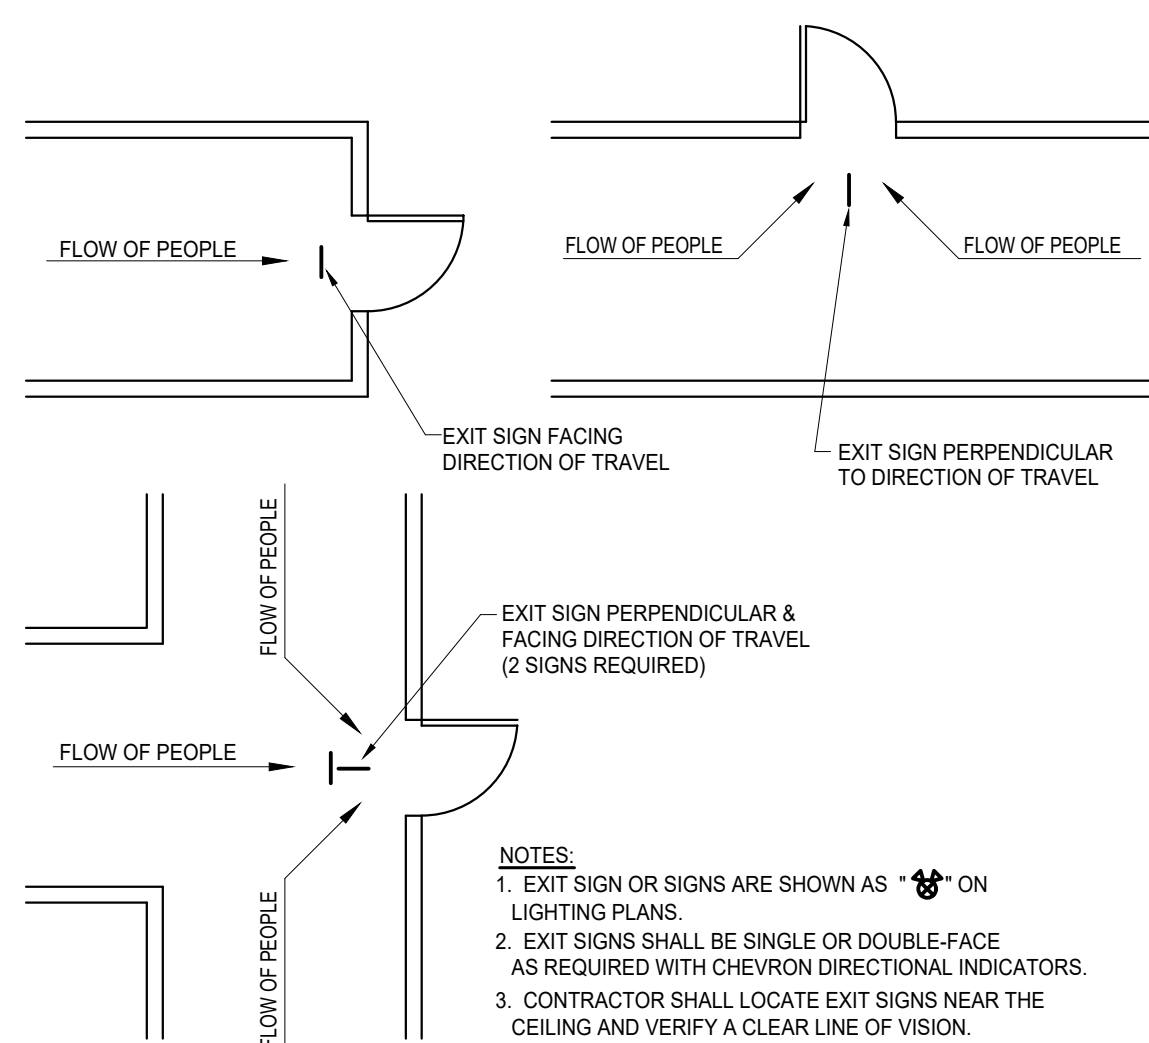 FLOW OF PEOPLE
EXIT SIGN FACING
DIRECTION OF TRAVEL
FLOW OF PEOPLE
FLOW OF PEOPLE
EXIT SIGN PERPENDICULAR
TO DIRECTION OF TRAVEL
FLOW OF PEOPLE
EXIT SIGN PERPENDICULAR &
FACING DIRECTION OF TRAVEL
(2 SIGNS REQUIRED)
FLOW OF PEOPLE
FLOW OF PEOPLE
NOTES:
1. EXIT SIGN OR SIGNS ARE SHOWN AS " " ON
LIGHTING PLANS.
2. EXIT SIGNS SHALL BE SINGLE OR DOUBLE-FACE
AS REQUIRED WITH CHEVRON DIRECTIONAL INDICATORS.
3. CONTRACTOR SHALL LOCATE EXIT SIGNS NEAR THE
CEILING AND VERIFY A CLEAR LINE OF VISION.